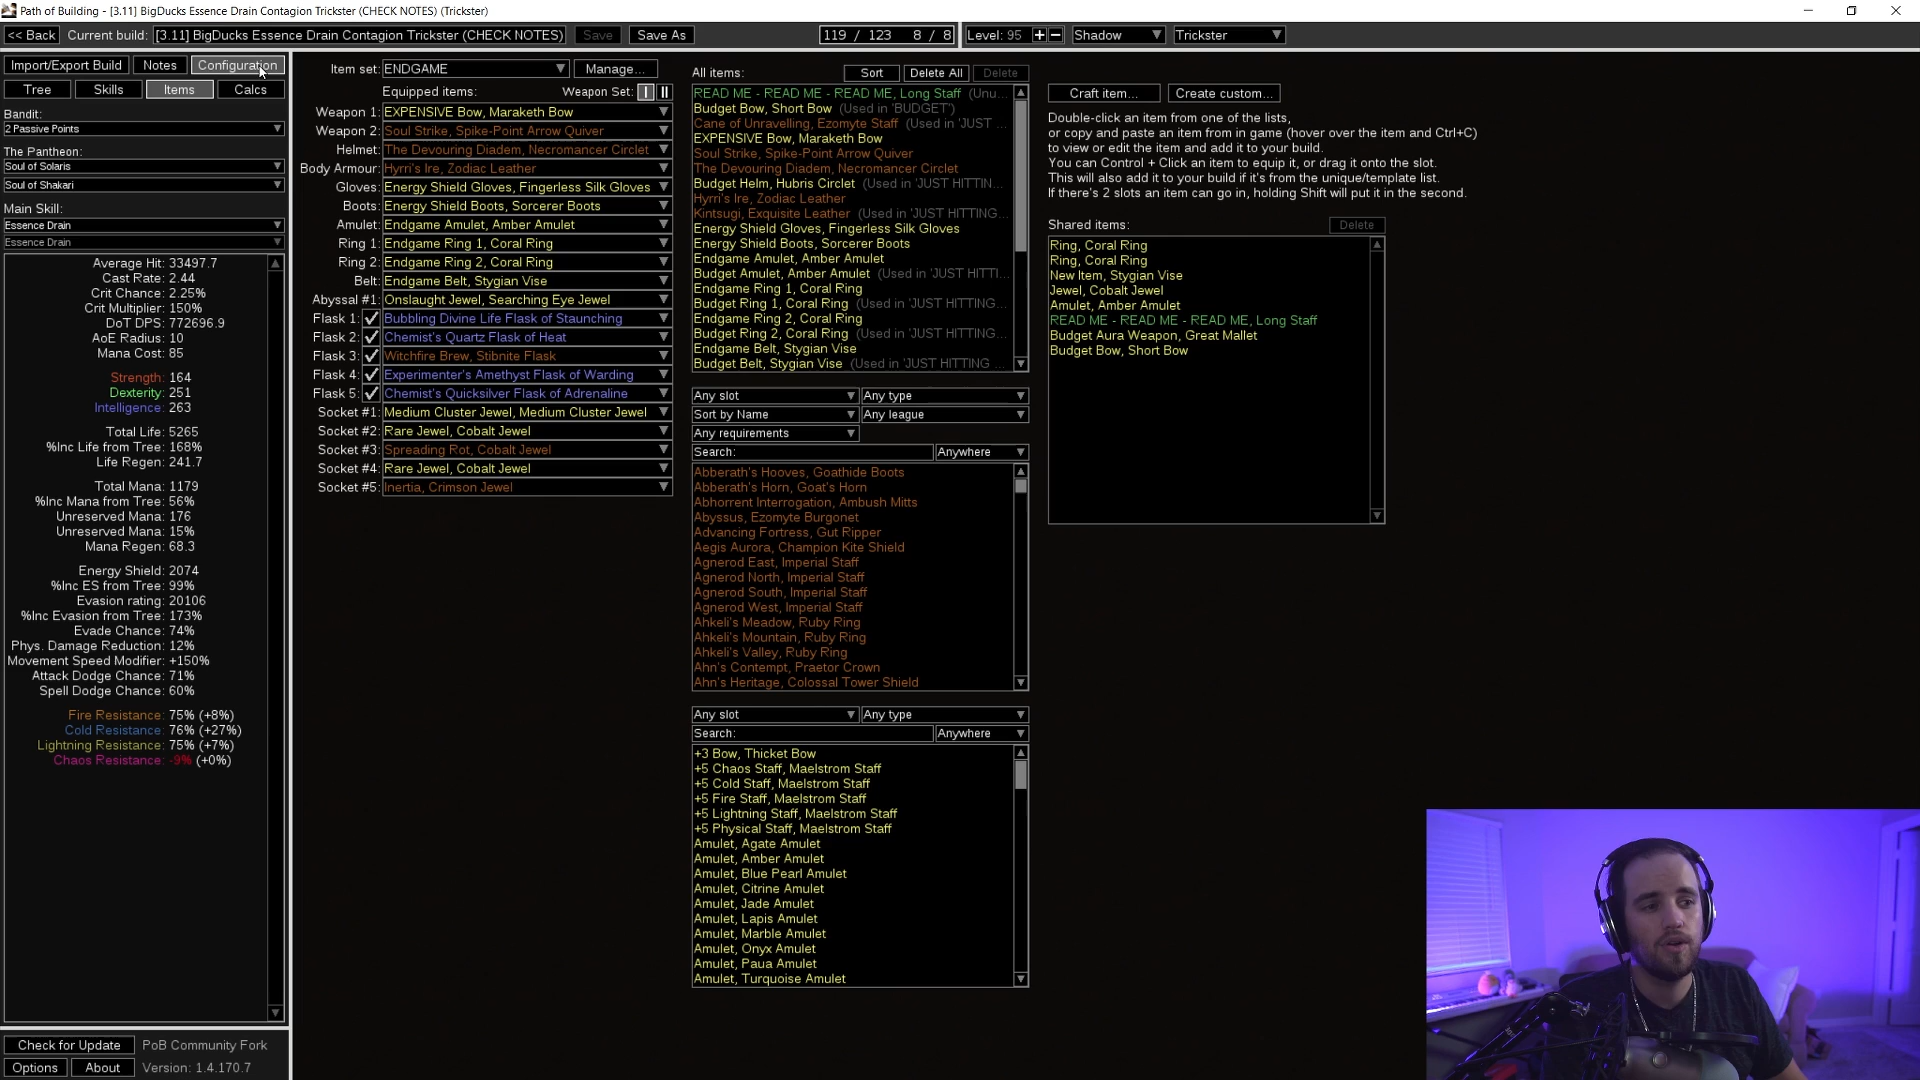 Path of Building - [3.11] BigDucks Essence Drain Contagion Trickster (CHECK NOTES) (Trickster)
<< Back Current build: [3.11] BigDucks Essence Drain Contagion Trickster (CHECK NOTES) Save Save As 119 / 123 8 / 8 Level: 95 Shadow Trickster
Import/Export Build Notes Configuration
Tree Skills Items Calcs
Bandit:
2 Passive Points
The Pantheon:
Soul of Solaris
Soul of Shakari
Main Skill:
Essence Drain
Essence Drain
Average Hit: 33497.7
Cast Rate: 2.44
Crit Chance: 2.25%
Crit Multiplier: 150%
DoT DPS: 772696.9
AoE Radius: 10
Mana Cost: 85
Strength: 164
Dexterity: 251
Intelligence: 263
Total Life: 5265
%Inc Life from Tree: 168%
Life Regen: 241.7
Total Mana: 1179
%Inc Mana from Tree: 56%
Unreserved Mana: 176
Unreserved Mana: 15%
Mana Regen: 68.3
Energy Shield: 2074
%Inc ES from Tree: 99%
Evasion rating: 20106
%Inc Evasion from Tree: 173%
Evade Chance: 74%
Phys. Damage Reduction: 12%
Movement Speed Modifier: +150%
Attack Dodge Chance: 71%
Spell Dodge Chance: 60%
Fire Resistance: 75% (+8%)
Cold Resistance: 76% (+27%)
Lightning Resistance: 75% (+7%)
Chaos Resistance: -9% (+0%)
Check for Update PoB Community Fork
Options About Version: 1.4.170.7
Item set: ENDGAME Manage...
Equipped items: Weapon Set: I II
Weapon 1: EXPENSIVE Bow, Maraketh Bow
Weapon 2: Soul Strike, Spike-Point Arrow Quiver
Helmet: The Devouring Diadem, Necromancer Circlet
Body Armour: Hyrri's Ire, Zodiac Leather
Gloves: Energy Shield Gloves, Fingerless Silk Gloves
Boots: Energy Shield Boots, Sorcerer Boots
Amulet: Endgame Amulet, Amber Amulet
Ring 1: Endgame Ring 1, Coral Ring
Ring 2: Endgame Ring 2, Coral Ring
Belt: Endgame Belt, Stygian Vise
Abyssal #1: Onslaught Jewel, Searching Eye Jewel
Flask 1: Bubbling Divine Life Flask of Staunching
Flask 2: Chemist's Quartz Flask of Heat
Flask 3: Witchfire Brew, Stibnite Flask
Flask 4: Experimenter's Amethyst Flask of Warding
Flask 5: Chemist's Quicksilver Flask of Adrenaline
Socket #1: Medium Cluster Jewel, Medium Cluster Jewel
Socket #2: Rare Jewel, Cobalt Jewel
Socket #3: Spreading Rot, Cobalt Jewel
Socket #4: Rare Jewel, Cobalt Jewel
Socket #5: Inertia, Crimson Jewel
All items: Sort Delete All Delete
READ ME - READ ME - READ ME, Long Staff (Unu...
Budget Bow, Short Bow (Used in 'BUDGET')
Cane of Unravelling, Ezomyte Staff (Used in 'JUST ...
EXPENSIVE Bow, Maraketh Bow
Soul Strike, Spike-Point Arrow Quiver
The Devouring Diadem, Necromancer Circlet
Budget Helm, Hubris Circlet (Used in 'JUST HITTIN...
Hyrri's Ire, Zodiac Leather
Kintsugi, Exquisite Leather (Used in 'JUST HITTING...
Energy Shield Gloves, Fingerless Silk Gloves
Energy Shield Boots, Sorcerer Boots
Endgame Amulet, Amber Amulet
Budget Amulet, Amber Amulet (Used in 'JUST HITTI...
Endgame Ring 1, Coral Ring
Budget Ring 1, Coral Ring (Used in 'JUST HITTING...
Endgame Ring 2, Coral Ring
Budget Ring 2, Coral Ring (Used in 'JUST HITTING...
Endgame Belt, Stygian Vise
Budget Belt, Stygian Vise (Used in 'JUST HITTING ...
Any slot Any type
Sort by Name Any league
Any requirements
Search: Anywhere
Abberath's Hooves, Goathide Boots
Abberath's Horn, Goat's Horn
Abhorrent Interrogation, Ambush Mitts
Abyssus, Ezomyte Burgonet
Advancing Fortress, Gut Ripper
Aegis Aurora, Champion Kite Shield
Agnerod East, Imperial Staff
Agnerod North, Imperial Staff
Agnerod South, Imperial Staff
Agnerod West, Imperial Staff
Ahkeli's Meadow, Ruby Ring
Ahkeli's Mountain, Ruby Ring
Ahkeli's Valley, Ruby Ring
Ahn's Contempt, Praetor Crown
Ahn's Heritage, Colossal Tower Shield
Any slot Any type
Search: Anywhere
+3 Bow, Thicket Bow
+5 Chaos Staff, Maelstrom Staff
+5 Cold Staff, Maelstrom Staff
+5 Fire Staff, Maelstrom Staff
+5 Lightning Staff, Maelstrom Staff
+5 Physical Staff, Maelstrom Staff
Amulet, Agate Amulet
Amulet, Amber Amulet
Amulet, Blue Pearl Amulet
Amulet, Citrine Amulet
Amulet, Jade Amulet
Amulet, Lapis Amulet
Amulet, Marble Amulet
Amulet, Onyx Amulet
Amulet, Paua Amulet
Amulet, Turquoise Amulet
Craft item... Create custom...
Double-click an item from one of the lists,
or copy and paste an item from in game (hover over the item and Ctrl+C)
to view or edit the item and add it to your build.
You can Control + Click an item to equip it, or drag it onto the slot.
This will also add it to your build if it's from the unique/template list.
If there's 2 slots an item can go in, holding Shift will put it in the second.
Shared items: Delete
Ring, Coral Ring
Ring, Coral Ring
New Item, Stygian Vise
Jewel, Cobalt Jewel
Amulet, Amber Amulet
READ ME - READ ME - READ ME, Long Staff
Budget Aura Weapon, Great Mallet
Budget Bow, Short Bow